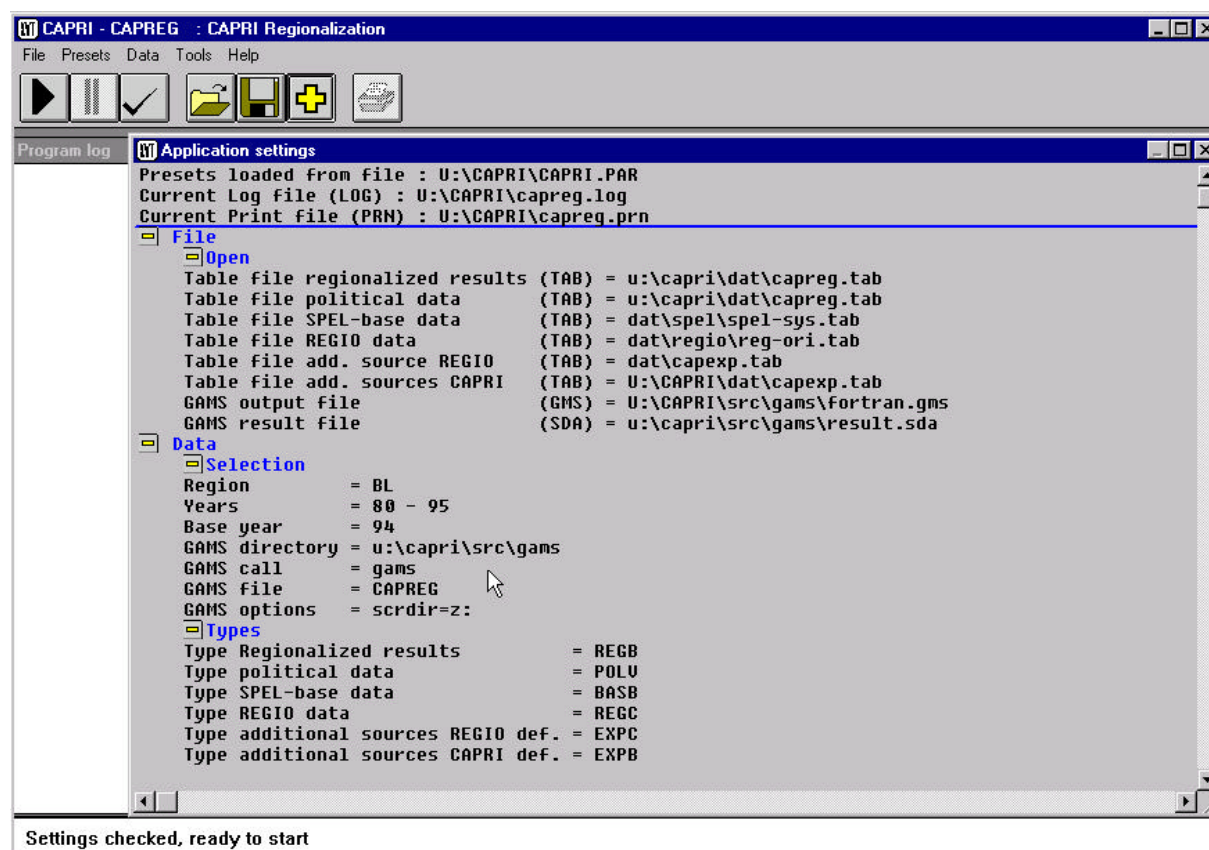 CAPRI - CAPREG : CAPRI Regionalization
File Presets Data Tools Help
Program log
Application settings
Presets loaded from file : U:\CAPRI\CAPRI.PAR
Current Log file (LOG) : U:\CAPRI\capreg.log
Current Print file (PRN) : U:\CAPRI\capreg.prn
File
Open
Table file regionalized results (TAB) = u:\capri\dat\capreg.tab
Table file political data (TAB) = u:\capri\dat\capreg.tab
Table file SPEL-base data (TAB) = dat\spel\spel-sys.tab
Table file REGIO data (TAB) = dat\regio\reg-ori.tab
Table file add. source REGIO (TAB) = dat\capexp.tab
Table file add. sources CAPRI (TAB) = U:\CAPRI\dat\capexp.tab
GAMS output file (GMS) = U:\CAPRI\src\gams\fortran.gms
GAMS result file (SDA) = u:\capri\src\gams\result.sda
Data
Selection
Region = BL
Years = 80 - 95
Base year = 94
GAMS directory = u:\capri\src\gams
GAMS call = gams
GAMS file = CAPREG
GAMS options = scrdir=z:
Types
Type Regionalized results = REGB
Type political data = POLV
Type SPEL-base data = BASB
Type REGIO data = REGC
Type additional sources REGIO def. = EXPC
Type additional sources CAPRI def. = EXPB
Settings checked, ready to start